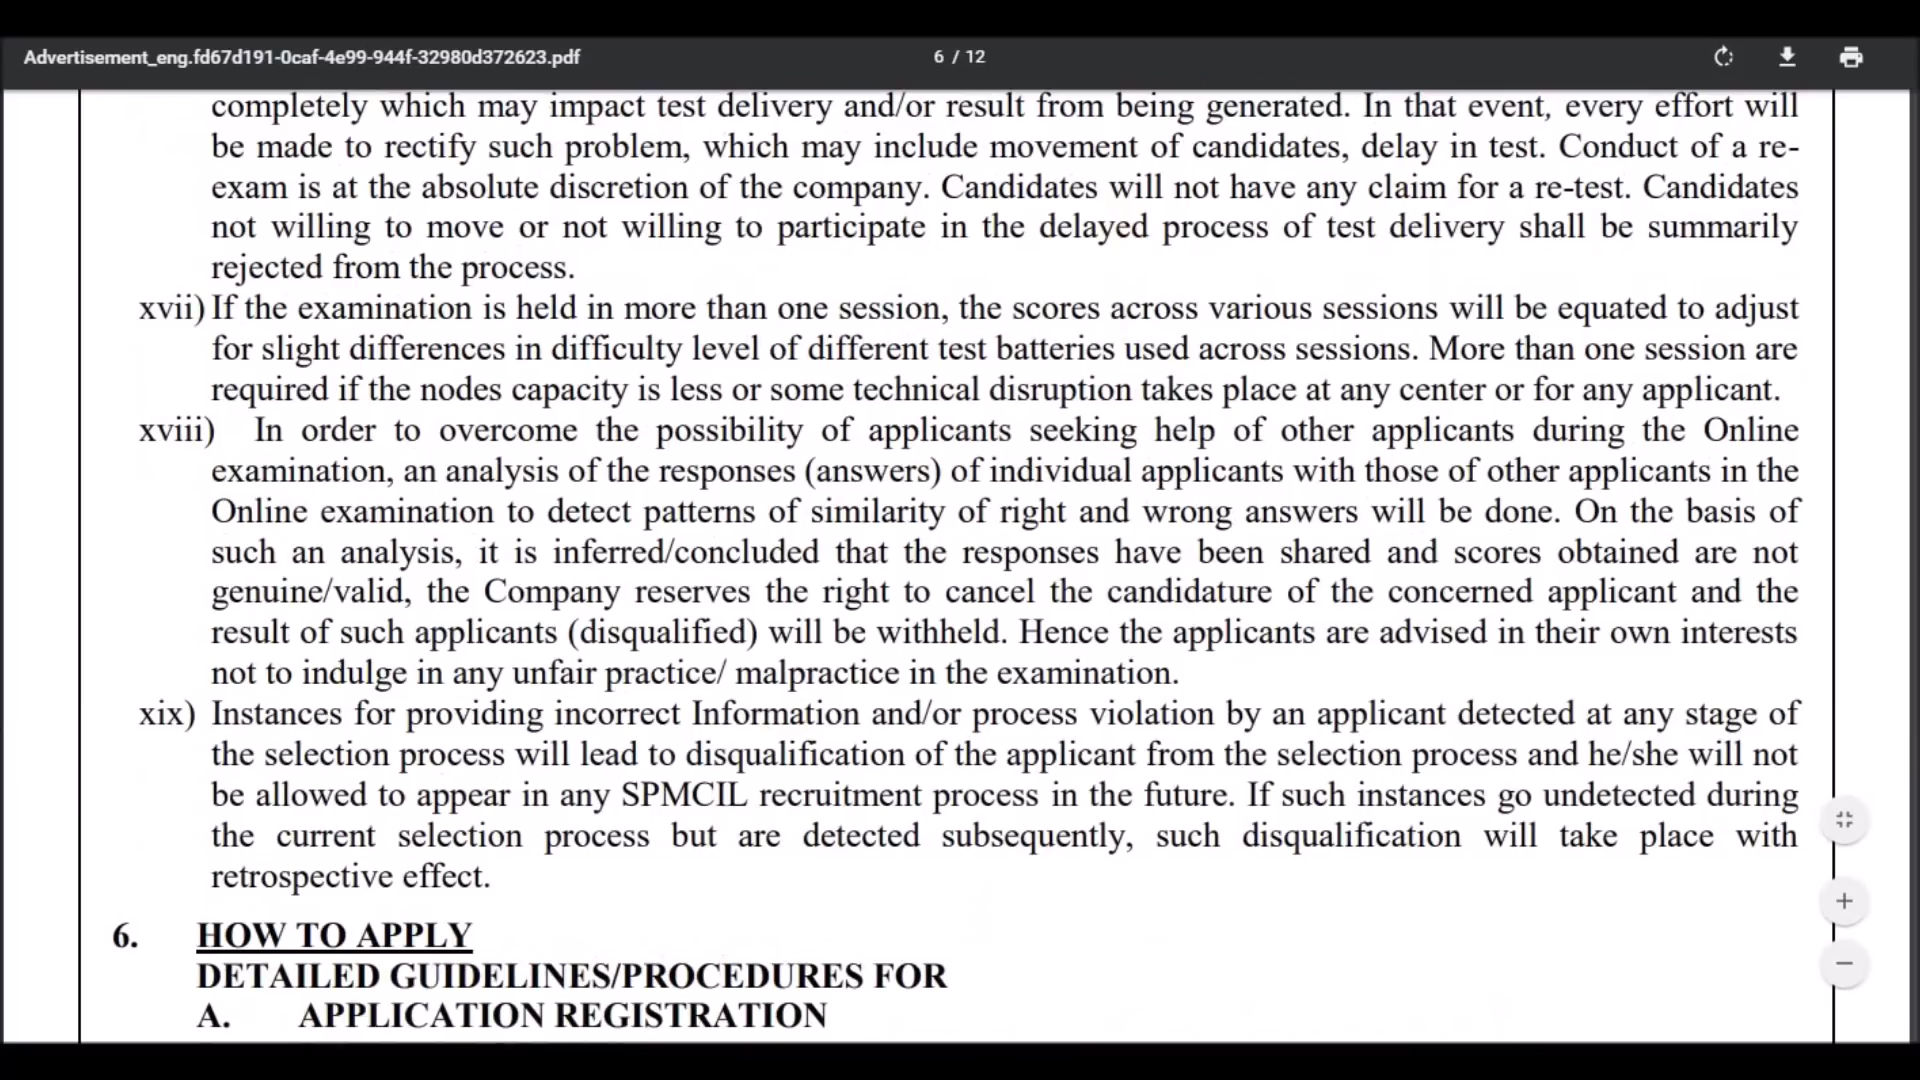 Advertisement_eng.fd67d191-0caf-4e99-944f-32980d372623.pdf
6 / 12
completely which may impact test delivery and/or result from being generated. In that event, every effort will
be made to rectify such problem, which may include movement of candidates, delay in test. Conduct of a re-
exam is at the absolute discretion of the company. Candidates will not have any claim for a re-test. Candidates
not willing to move or not willing to participate in the delayed process of test delivery shall be summarily
rejected from the process.
xvii) If the examination is held in more than one session, the scores across various sessions will be equated to adjust
for slight differences in difficulty level of different test batteries used across sessions. More than one session are
required if the nodes capacity is less or some technical disruption takes place at any center or for any applicant.
xviii) In order to overcome the possibility of applicants seeking help of other applicants during the Online
examination, an analysis of the responses (answers) of individual applicants with those of other applicants in the
Online examination to detect patterns of similarity of right and wrong answers will be done. On the basis of
such an analysis, it is inferred/concluded that the responses have been shared and scores obtained are not
genuine/valid, the Company reserves the right to cancel the candidature of the concerned applicant and the
result of such applicants (disqualified) will be withheld. Hence the applicants are advised in their own interests
not to indulge in any unfair practice/ malpractice in the examination.
xix) Instances for providing incorrect Information and/or process violation by an applicant detected at any stage of
the selection process will lead to disqualification of the applicant from the selection process and he/she will not
be allowed to appear in any SPMCIL recruitment process in the future. If such instances go undetected during
the current selection process but are detected subsequently, such disqualification will take place with
retrospective effect.
6. HOW TO APPLY
DETAILED GUIDELINES/PROCEDURES FOR
A. APPLICATION REGISTRATION